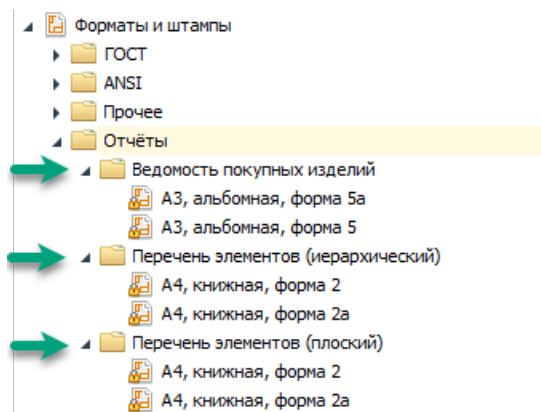 Форматы и штампы
ГОСТ
ANSI
Прочее
Отчёты
Ведомость покупных изделий
А3, альбомная, форма 5а
А3, альбомная, форма 5
Перечень элементов (иерархический)
А4, книжная, форма 2
А4, книжная, форма 2а
Перечень элементов (плоский)
А4, книжная, форма 2
А4, книжная, форма 2а